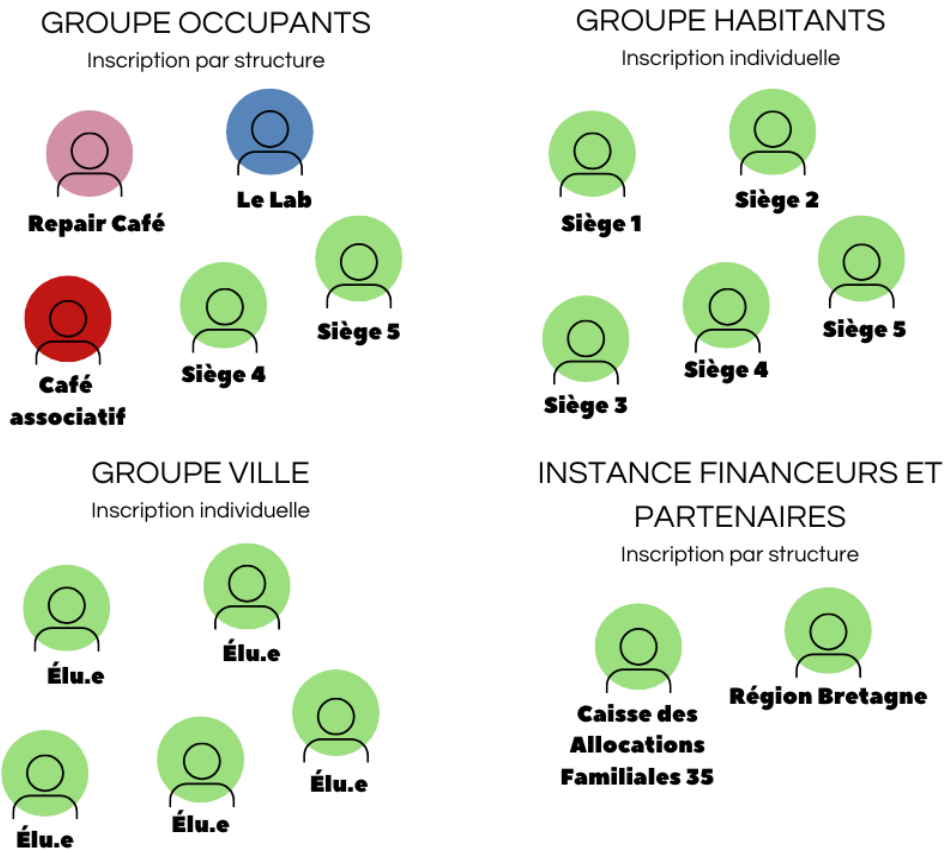 GROUPE OCCUPANTS
Inscription par structure
Repair Café
Le Lab
Café
associatif
Siège 4
Siège 5
GROUPE HABITANTS
Inscription individuelle
Siège 1
Siège 2
Siège 3
Siège 4
Siège 5
GROUPE VILLE
Inscription individuelle
Élu.e
Élu.e
Élu.e
Élu.e
Élu.e
INSTANCE FINANCEURS ET
PARTENAIRES
Inscription par structure
Caisse des
Allocations
Familiales 35
Région Bretagne